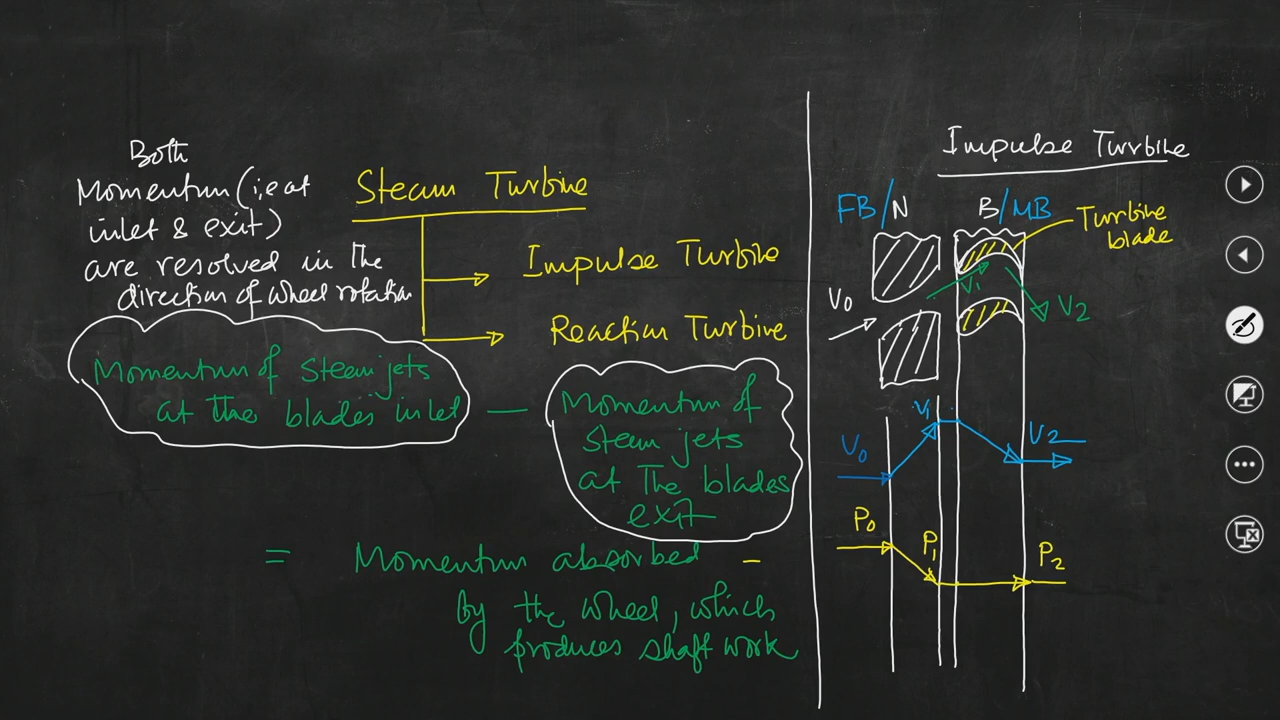 Both
Momentum (i,e at
inlet & exit)
are resolved in the
direction of wheel rotation
Steam Turbine
Impulse Turbine
Reaction Turbine
Momentum of Steam jets
at the blades inlet
—
Momentum of
Steam jets
at The blades
exit
= Momentum absorbed
by the wheel, which
produces shaft work
Impulse Turbine
FB/N
B/MB
Turbine
blade
V0
V1
V2
V0
V1
V2
P0
P1
P2